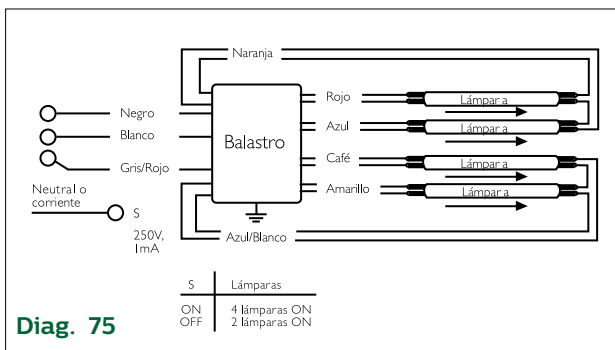 Naranja
Negro
Blanco
Gris/Rojo
Neutral o
corriente
S
250V,
1mA
Balastro
Rojo
Azul
Café
Amarillo
Azul/Blanco
Lámpara
Lámpara
Lámpara
Lámpara
S Lámparas
ON 4 lámparas ON
OFF 2 lámparas ON
Diag. 75